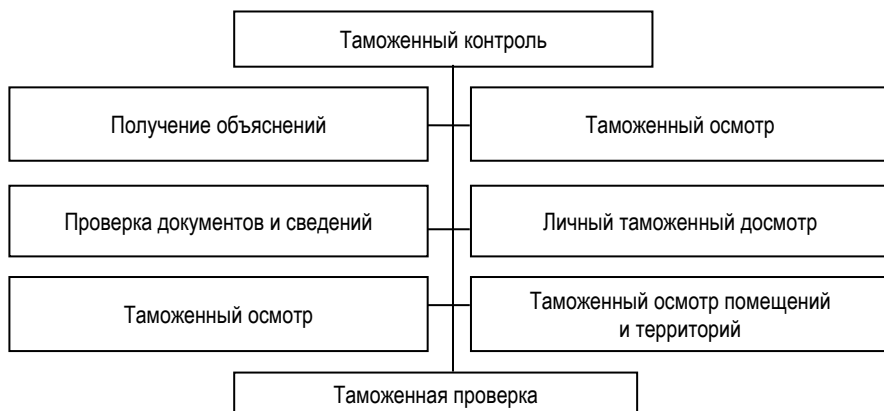 Таможенный контроль
Получение объяснений
Таможенный осмотр
Проверка документов и сведений
Личный таможенный досмотр
Таможенный осмотр
Таможенный осмотр помещений
и территорий
Таможенная проверка